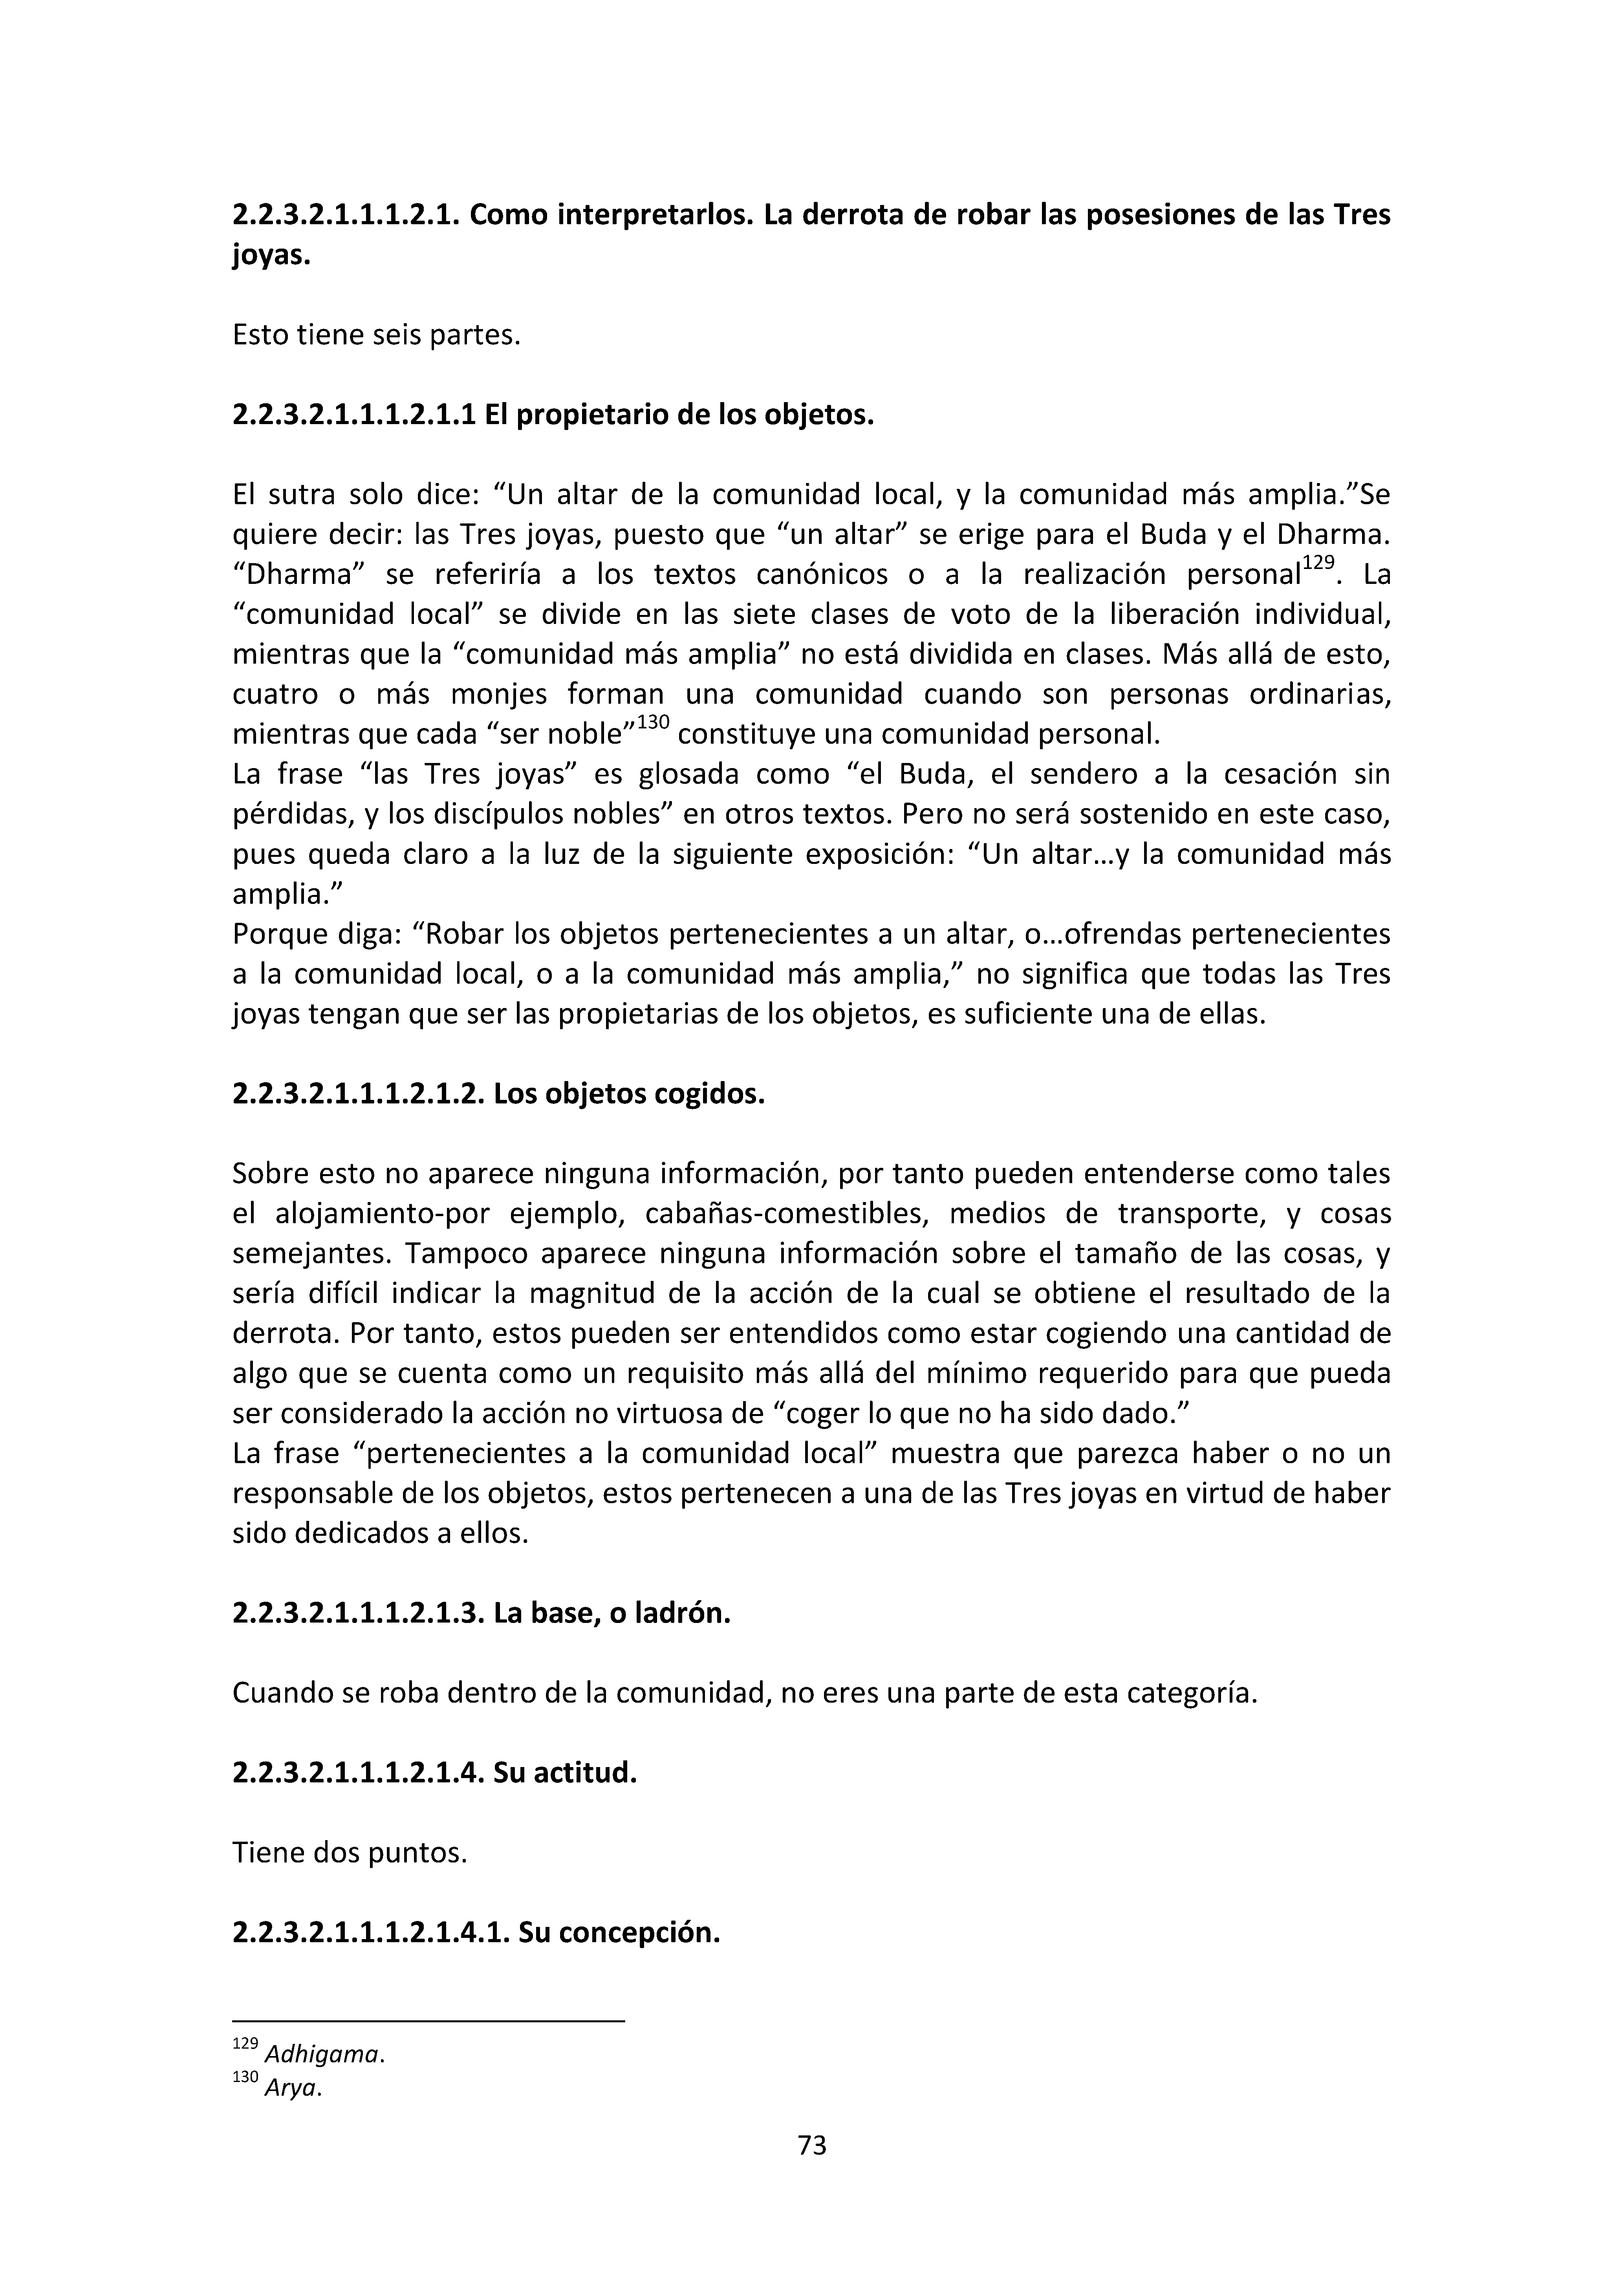 2.2.3.2.1.1.1.2.1. Como interpretarlos. La derrota de robar las posesiones de las Tres
joyas.
Esto tiene seis partes.
2.2.3.2.1.1.1.2.1.1 El propietario de los objetos.
El sutra solo dice: “Un altar de la comunidad local, y la comunidad más amplia.”Se
quiere decir: las Tres joyas, puesto que “un altar” se erige para el Buda y el Dharma.
“Dharma” se referiría a los textos canónicos o a la realización personal129. La
“comunidad local” se divide en las siete clases de voto de la liberación individual,
mientras que la “comunidad más amplia” no está dividida en clases. Más allá de esto,
cuatro o más monjes forman una comunidad cuando son personas ordinarias,
mientras que cada “ser noble”130 constituye una comunidad personal.
La frase “las Tres joyas” es glosada como “el Buda, el sendero a la cesación sin
pérdidas, y los discípulos nobles” en otros textos. Pero no será sostenido en este caso,
pues queda claro a la luz de la siguiente exposición: “Un altar…y la comunidad más
amplia.”
Porque diga: “Robar los objetos pertenecientes a un altar, o…ofrendas pertenecientes
a la comunidad local, o a la comunidad más amplia,” no significa que todas las Tres
joyas tengan que ser las propietarias de los objetos, es suficiente una de ellas.
2.2.3.2.1.1.1.2.1.2. Los objetos cogidos.
Sobre esto no aparece ninguna información, por tanto pueden entenderse como tales
el alojamiento-por ejemplo, cabañas-comestibles, medios de transporte, y cosas
semejantes. Tampoco aparece ninguna información sobre el tamaño de las cosas, y
sería difícil indicar la magnitud de la acción de la cual se obtiene el resultado de la
derrota. Por tanto, estos pueden ser entendidos como estar cogiendo una cantidad de
algo que se cuenta como un requisito más allá del mínimo requerido para que pueda
ser considerado la acción no virtuosa de “coger lo que no ha sido dado.”
La frase “pertenecientes a la comunidad local” muestra que parezca haber o no un
responsable de los objetos, estos pertenecen a una de las Tres joyas en virtud de haber
sido dedicados a ellos.
2.2.3.2.1.1.1.2.1.3. La base, o ladrón.
Cuando se roba dentro de la comunidad, no eres una parte de esta categoría.
2.2.3.2.1.1.1.2.1.4. Su actitud.
Tiene dos puntos.
2.2.3.2.1.1.1.2.1.4.1. Su concepción.
129 Adhigama.
130 Arya.
73